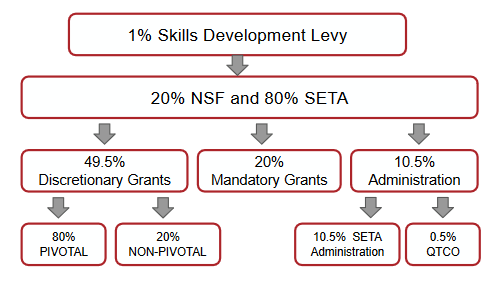 1% Skills Development Levy
20% NSF and 80% SETA
49.5%
Discretionary Grants
20%
Mandatory Grants
10.5%
Administration
80%
PIVOTAL
20%
NON-PIVOTAL
10.5% SETA
Administration
0.5%
QTCO